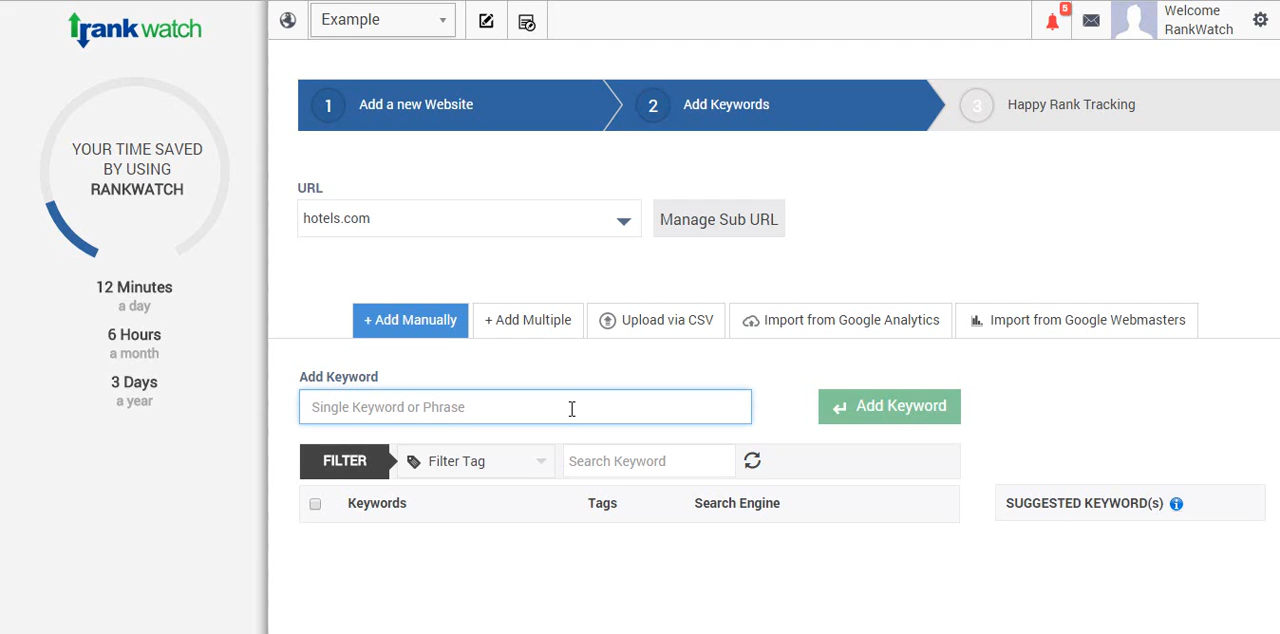 rankwatch
Example
5
Welcome
RankWatch
1 Add a new Website
2 Add Keywords
3 Happy Rank Tracking
YOUR TIME SAVED
BY USING
RANKWATCH
12 Minutes
a day
6 Hours
a month
3 Days
a year
URL
hotels.com
Manage Sub URL
+ Add Manually
+ Add Multiple
Upload via CSV
Import from Google Analytics
Import from Google Webmasters
Add Keyword
Single Keyword or Phrase
Add Keyword
FILTER
Filter Tag
Search Keyword
Keywords
Tags
Search Engine
SUGGESTED KEYWORD(s) i